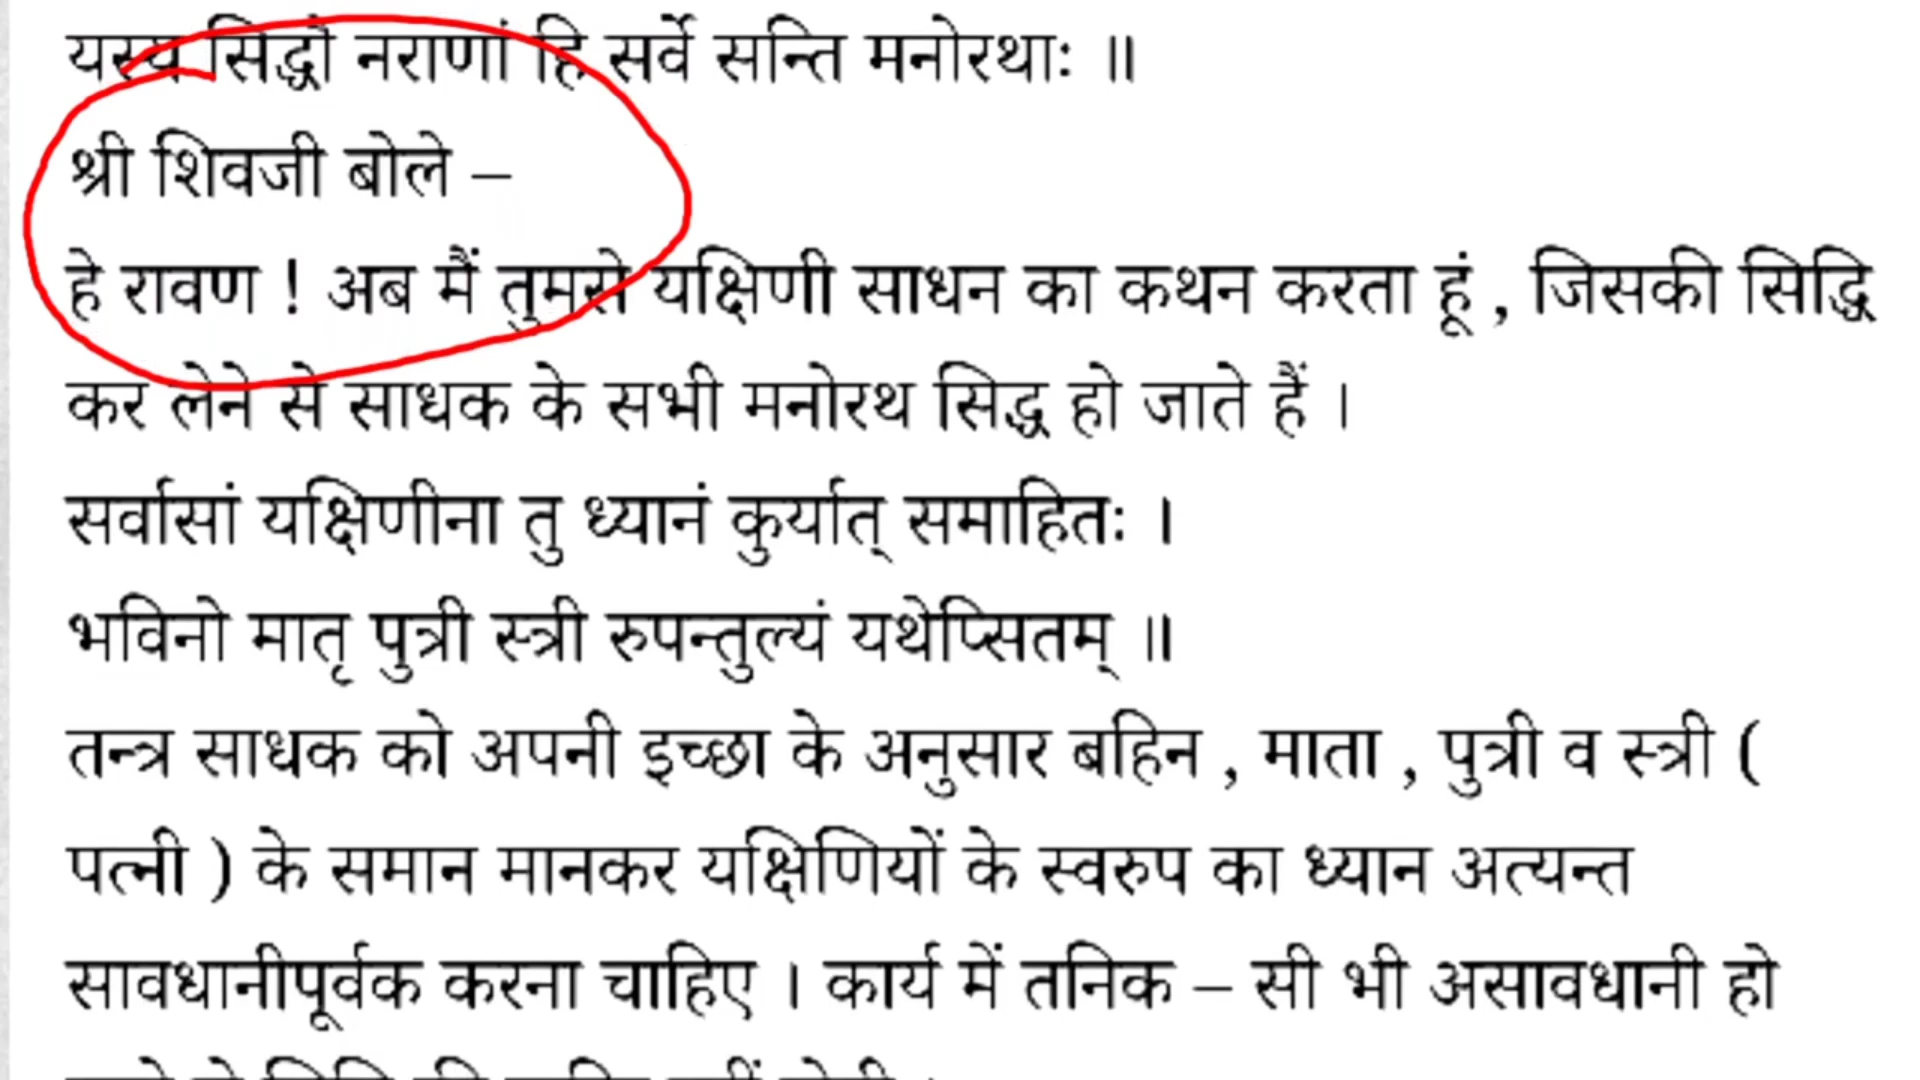 यस्य सिद्धौ नराणां हि सर्वे सन्ति मनोरथाः ॥
श्री शिवजी बोले –
हे रावण ! अब मैं तुमसे यक्षिणी साधन का कथन करता हूं , जिसकी सिद्धि
कर लेने से साधक के सभी मनोरथ सिद्ध हो जाते हैं ।
सर्वासां यक्षिणीना तु ध्यानं कुर्यात् समाहितः ।
भविनो मातृ पुत्री स्त्री रुपन्तुल्यं यथेप्सितम् ॥
तन्त्र साधक को अपनी इच्छा के अनुसार बहिन , माता , पुत्री व स्त्री (
पत्नी ) के समान मानकर यक्षिणियों के स्वरुप का ध्यान अत्यन्त
सावधानीपूर्वक करना चाहिए । कार्य में तनिक – सी भी असावधानी हो